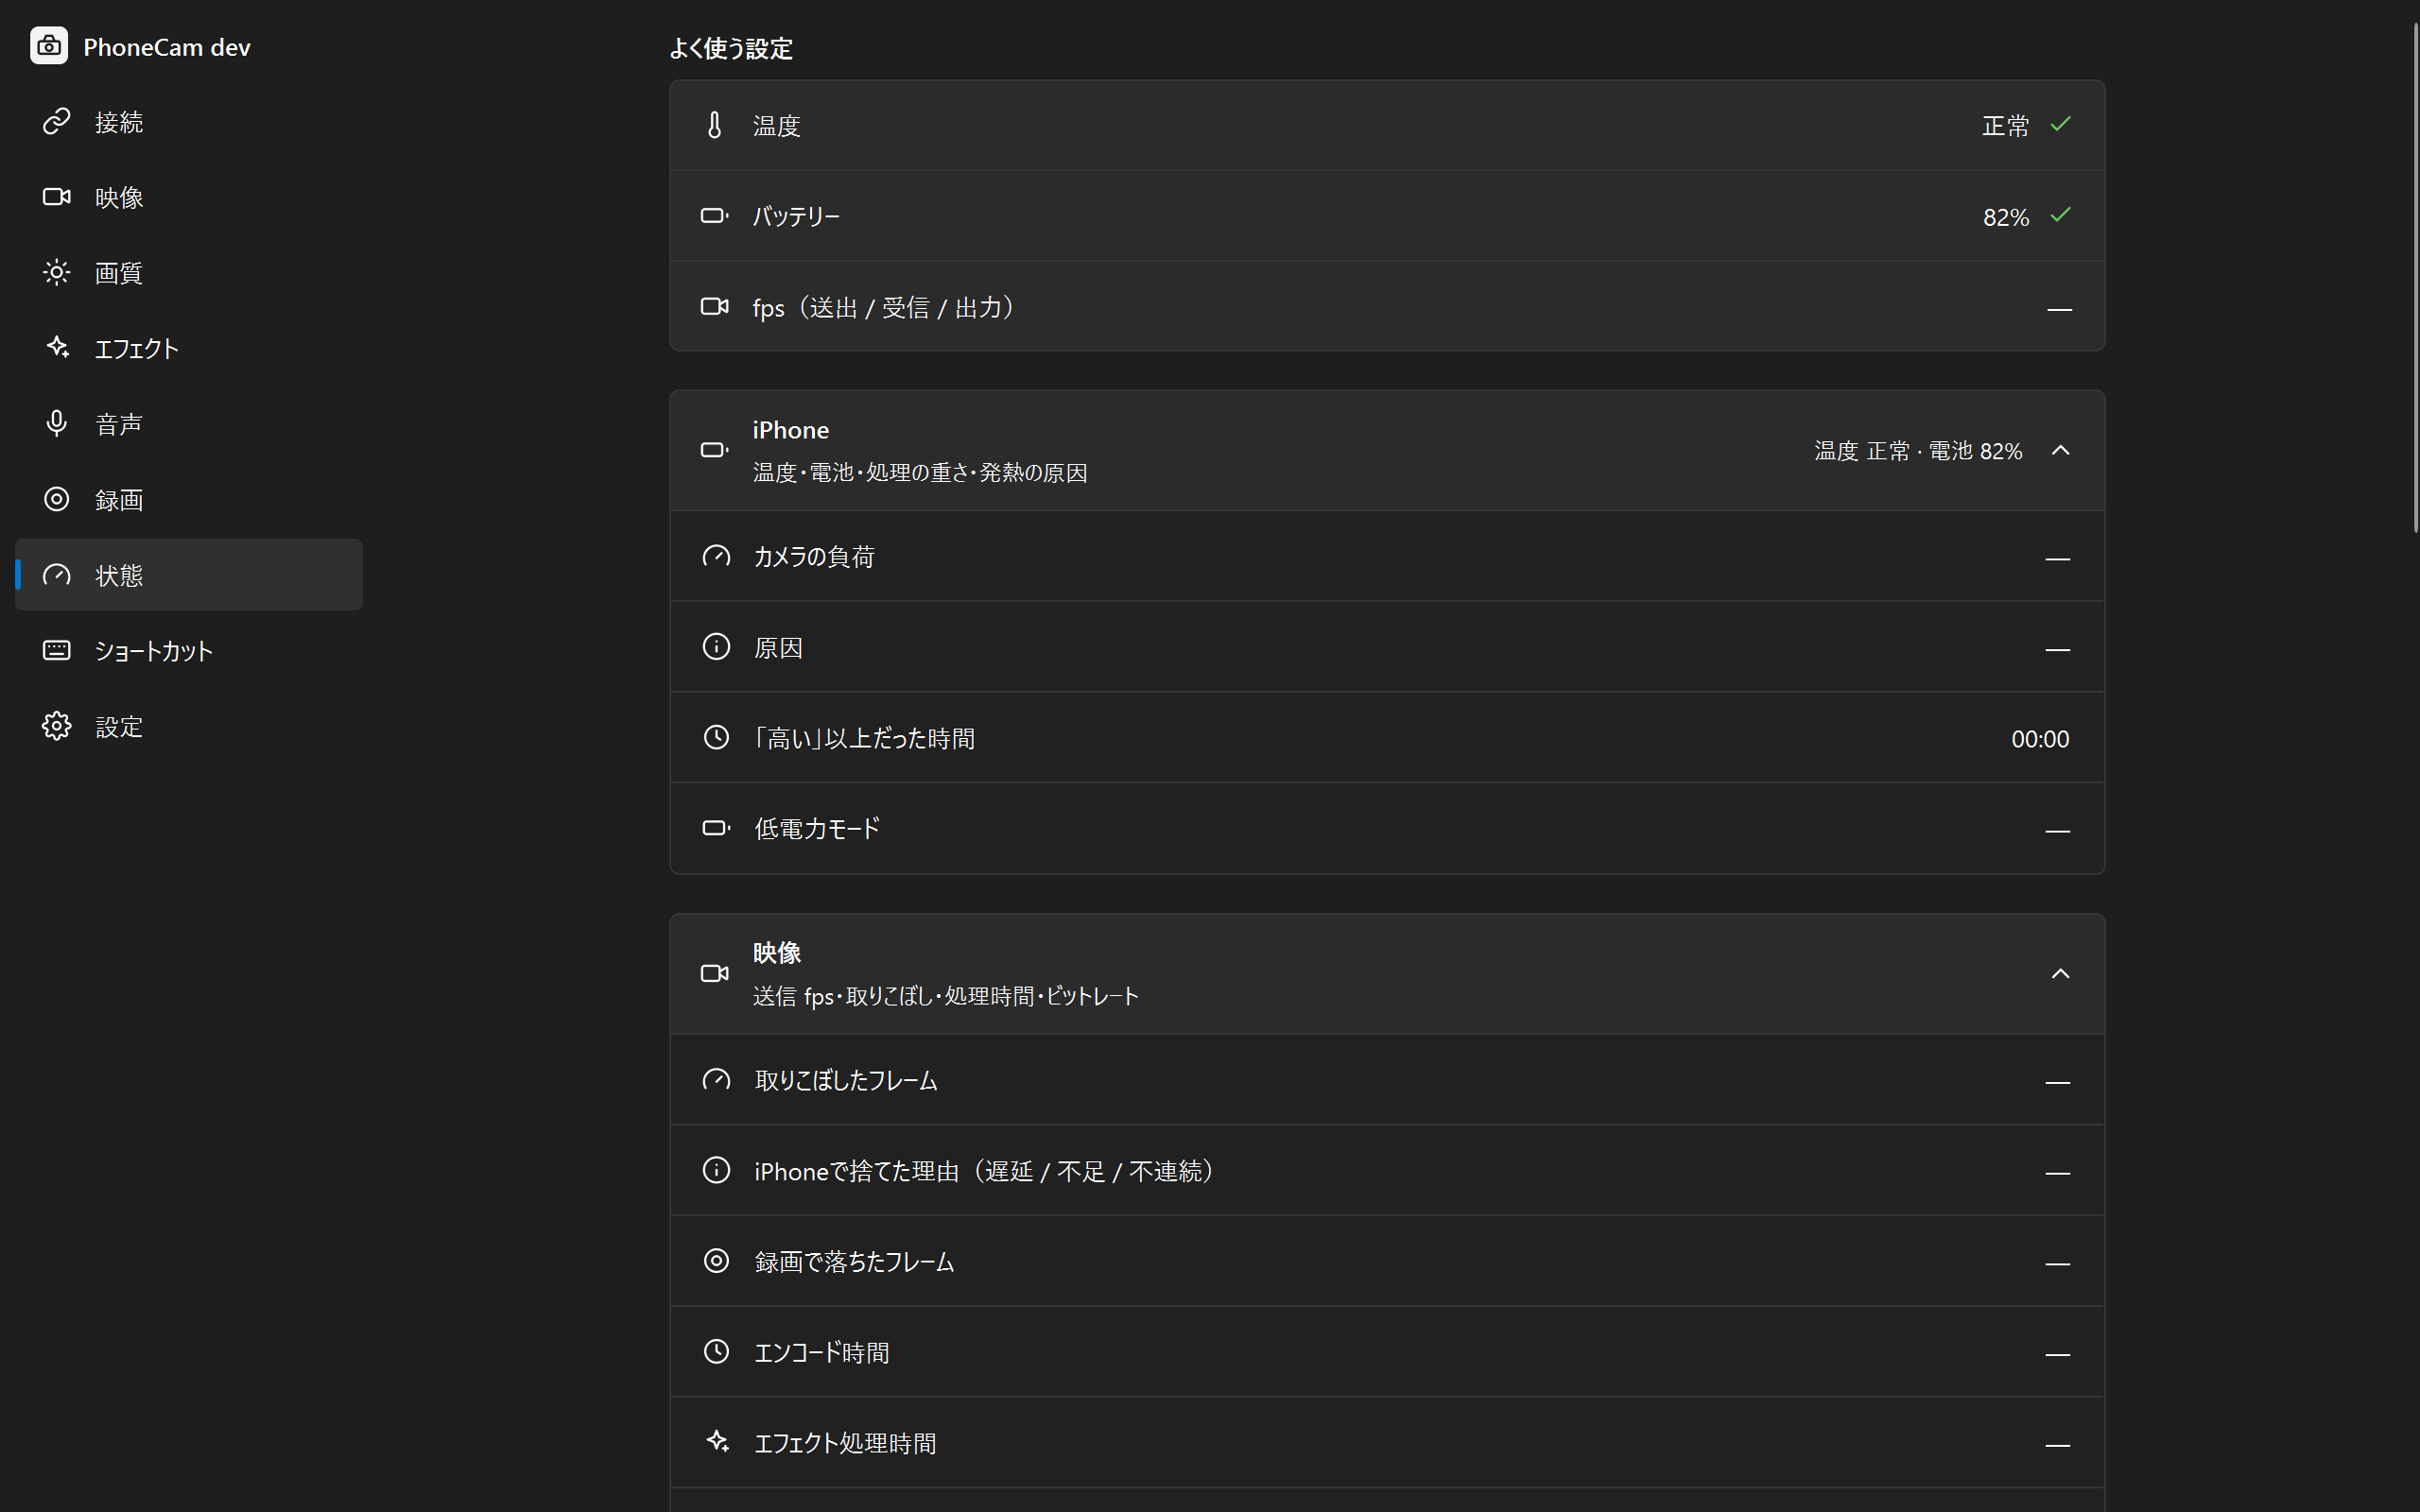 PhoneCam dev
接続
映像
画質
エフェクト
音声
録画
状態
ショートカット
設定
よく使う設定
温度 正常
バッテリー 82%
fps（送出 / 受信 / 出力） —
iPhone
温度・電池・処理の重さ・発熱の原因
温度 正常 · 電池 82%
カメラの負荷 —
原因 —
「高い」以上だった時間 00:00
低電力モード —
映像
送信 fps・取りこぼし・処理時間・ビットレート
取りこぼしたフレーム —
iPhoneで捨てた理由（遅延 / 不足 / 不連続） —
録画で落ちたフレーム —
エンコード時間 —
エフェクト処理時間 —